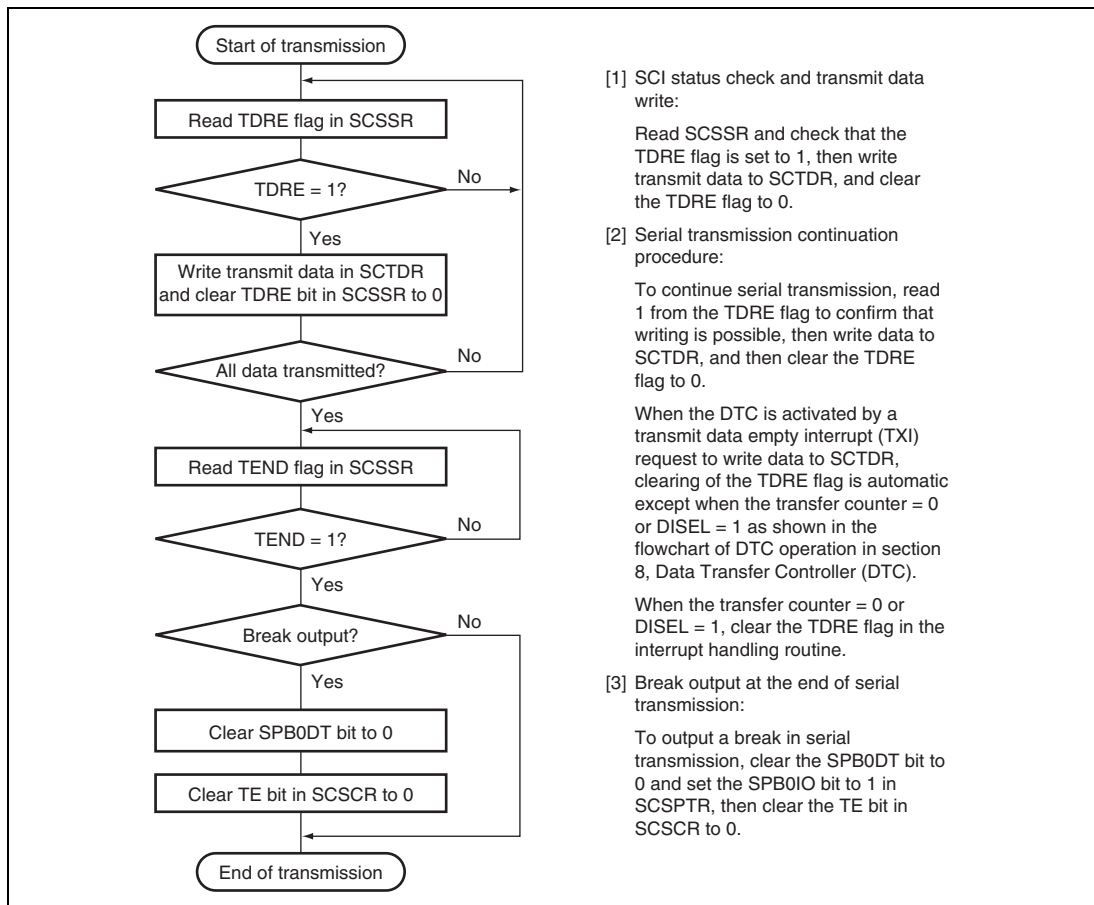 Start of transmission
Read TDRE flag in SCSSR
TDRE = 1?
No
Yes
Write transmit data in SCTDR
and clear TDRE bit in SCSSR to 0
All data transmitted?
No
Yes
Read TEND flag in SCSSR
TEND = 1?
No
Yes
Break output?
No
Yes
Clear SPB0DT bit to 0
Clear TE bit in SCSCR to 0
End of transmission
[1] SCI status check and transmit data
write:
Read SCSSR and check that the
TDRE flag is set to 1, then write
transmit data to SCTDR, and clear
the TDRE flag to 0.
[2] Serial transmission continuation
procedure:
To continue serial transmission, read
1 from the TDRE flag to confirm that
writing is possible, then write data to
SCTDR, and then clear the TDRE
flag to 0.
When the DTC is activated by a
transmit data empty interrupt (TXI)
request to write data to SCTDR,
clearing of the TDRE flag is automatic
except when the transfer counter = 0
or DISEL = 1 as shown in the
flowchart of DTC operation in section
8, Data Transfer Controller (DTC).
When the transfer counter = 0 or
DISEL = 1, clear the TDRE flag in the
interrupt handling routine.
[3] Break output at the end of serial
transmission:
To output a break in serial
transmission, clear the SPB0DT bit to
0 and set the SPB0IO bit to 1 in
SCSPTR, then clear the TE bit in
SCSCR to 0.